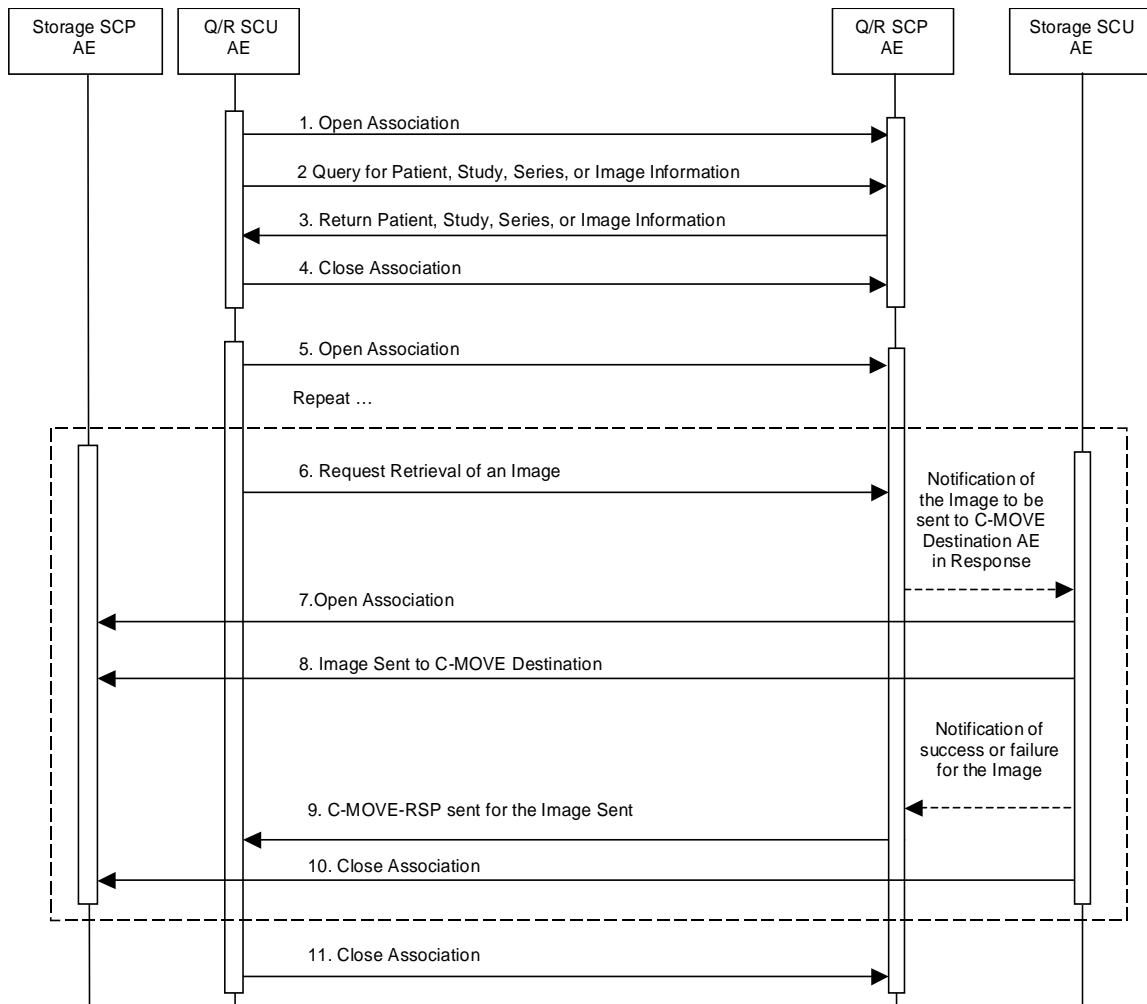 Storage SCP
AE
Q/R SCU
AE
Q/R SCP
AE
Storage SCU
AE
1. Open Association
2 Query for Patient, Study, Series, or Image Information
3. Return Patient, Study, Series, or Image Information
4. Close Association
5. Open Association
Repeat …
6. Request Retrieval of an Image
Notification of
the Image to be
sent to C-MOVE
Destination AE
in Response
7.Open Association
8. Image Sent to C-MOVE Destination
Notification of
success or failure
for the Image
9. C-MOVE-RSP sent for the Image Sent
10. Close Association
11. Close Association